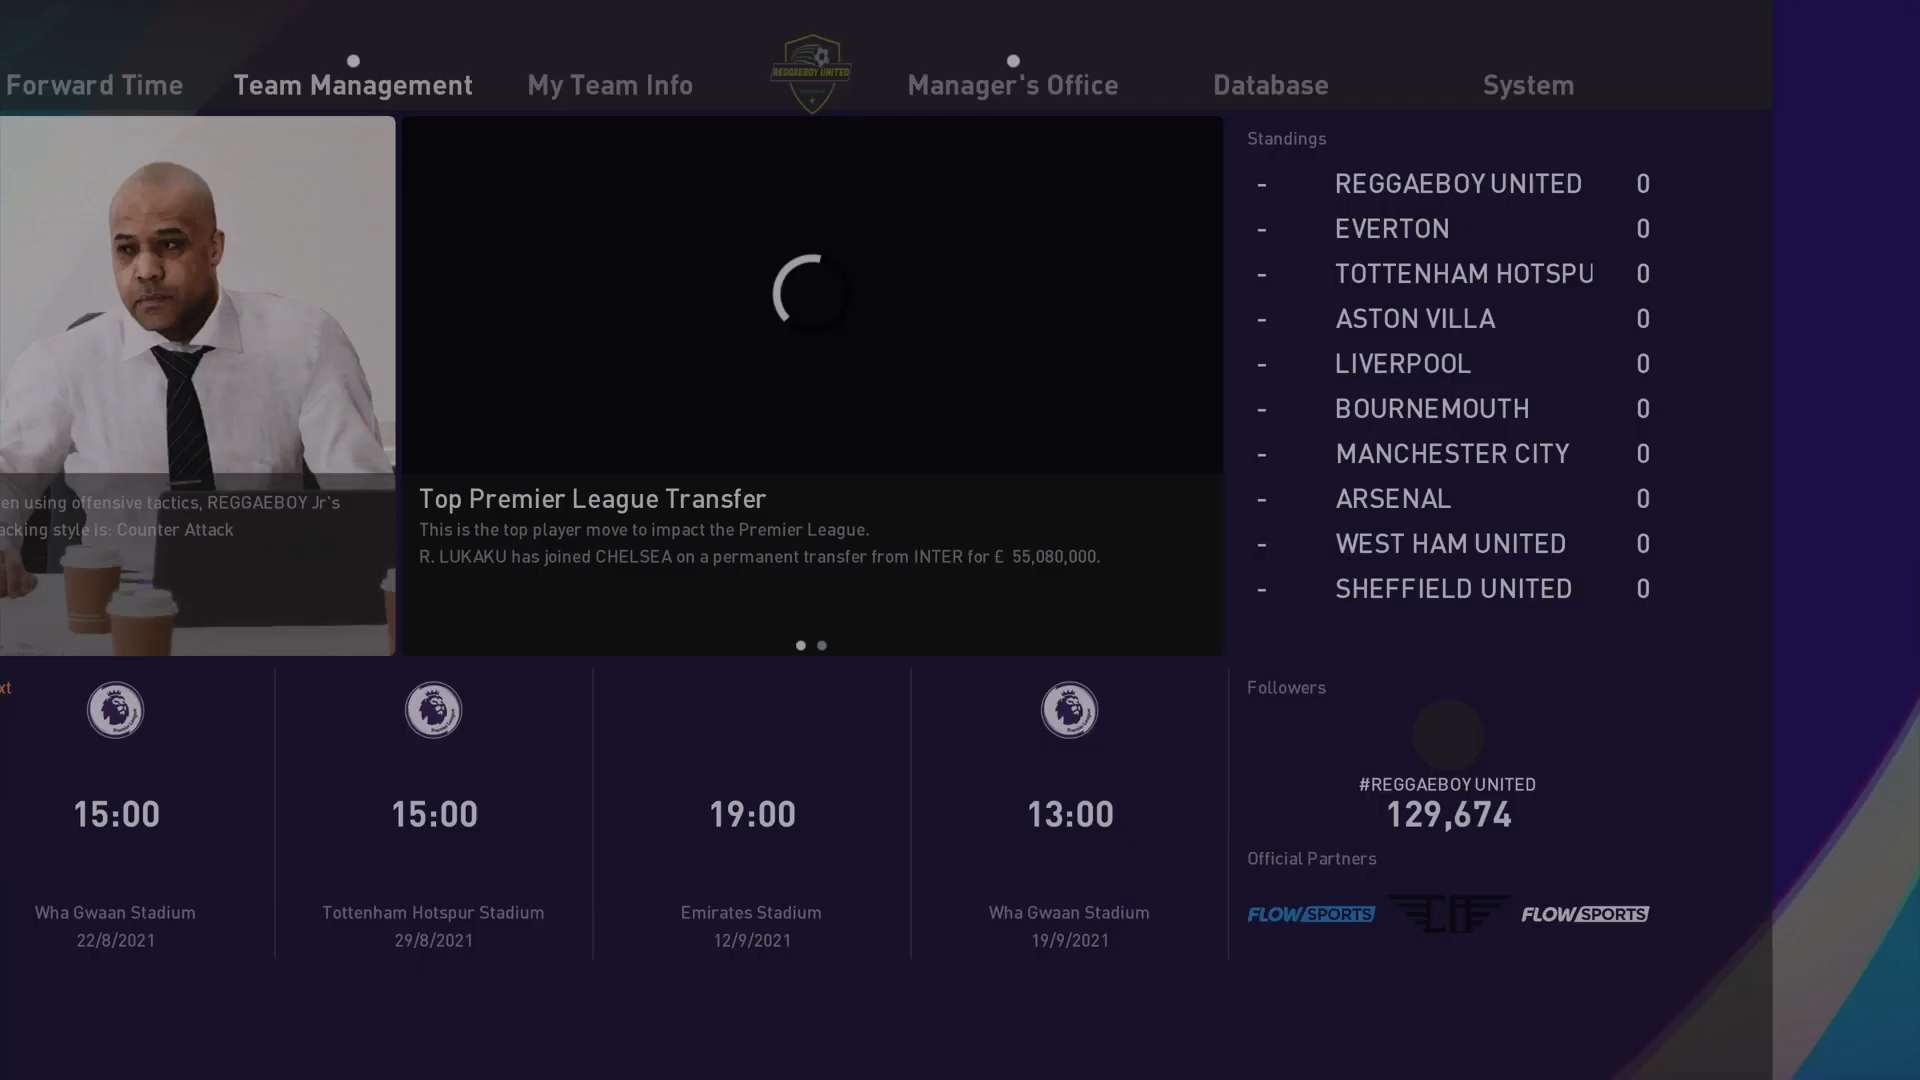 Forward Time
Team Management
My Team Info
REGGAEBOY UNITED
Manager's Office
Database
System
en using offensive tactics, REGGAEBOY Jr's
acking style is: Counter Attack
Top Premier League Transfer
This is the top player move to impact the Premier League.
R. LUKAKU has joined CHELSEA on a permanent transfer from INTER for £ 55,080,000.
Standings
- REGGAEBOY UNITED 0
- EVERTON 0
- TOTTENHAM HOTSPU 0
- ASTON VILLA 0
- LIVERPOOL 0
- BOURNEMOUTH 0
- MANCHESTER CITY 0
- ARSENAL 0
- WEST HAM UNITED 0
- SHEFFIELD UNITED 0
xt
15:00
Wha Gwaan Stadium
22/8/2021
15:00
Tottenham Hotspur Stadium
29/8/2021
19:00
Emirates Stadium
12/9/2021
13:00
Wha Gwaan Stadium
19/9/2021
Followers
#REGGAEBOY UNITED
129,674
Official Partners
FLOW SPORTS
FLOW SPORTS